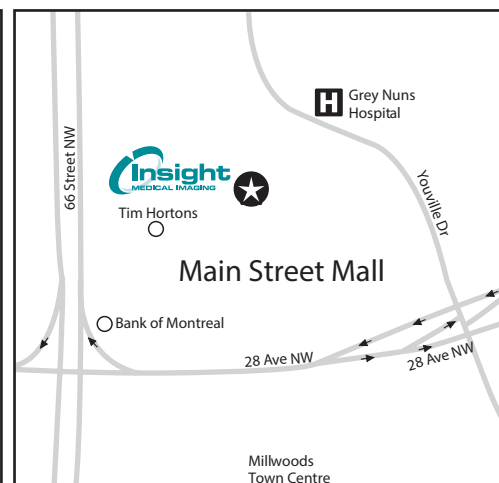 H
Grey Nuns
Hospital
66 Street NW
Insight
MEDICAL IMAGING
Youville Dr
Tim Hortons
Main Street Mall
Bank of Montreal
28 Ave NW
28 Ave NW
Millwoods
Town Centre